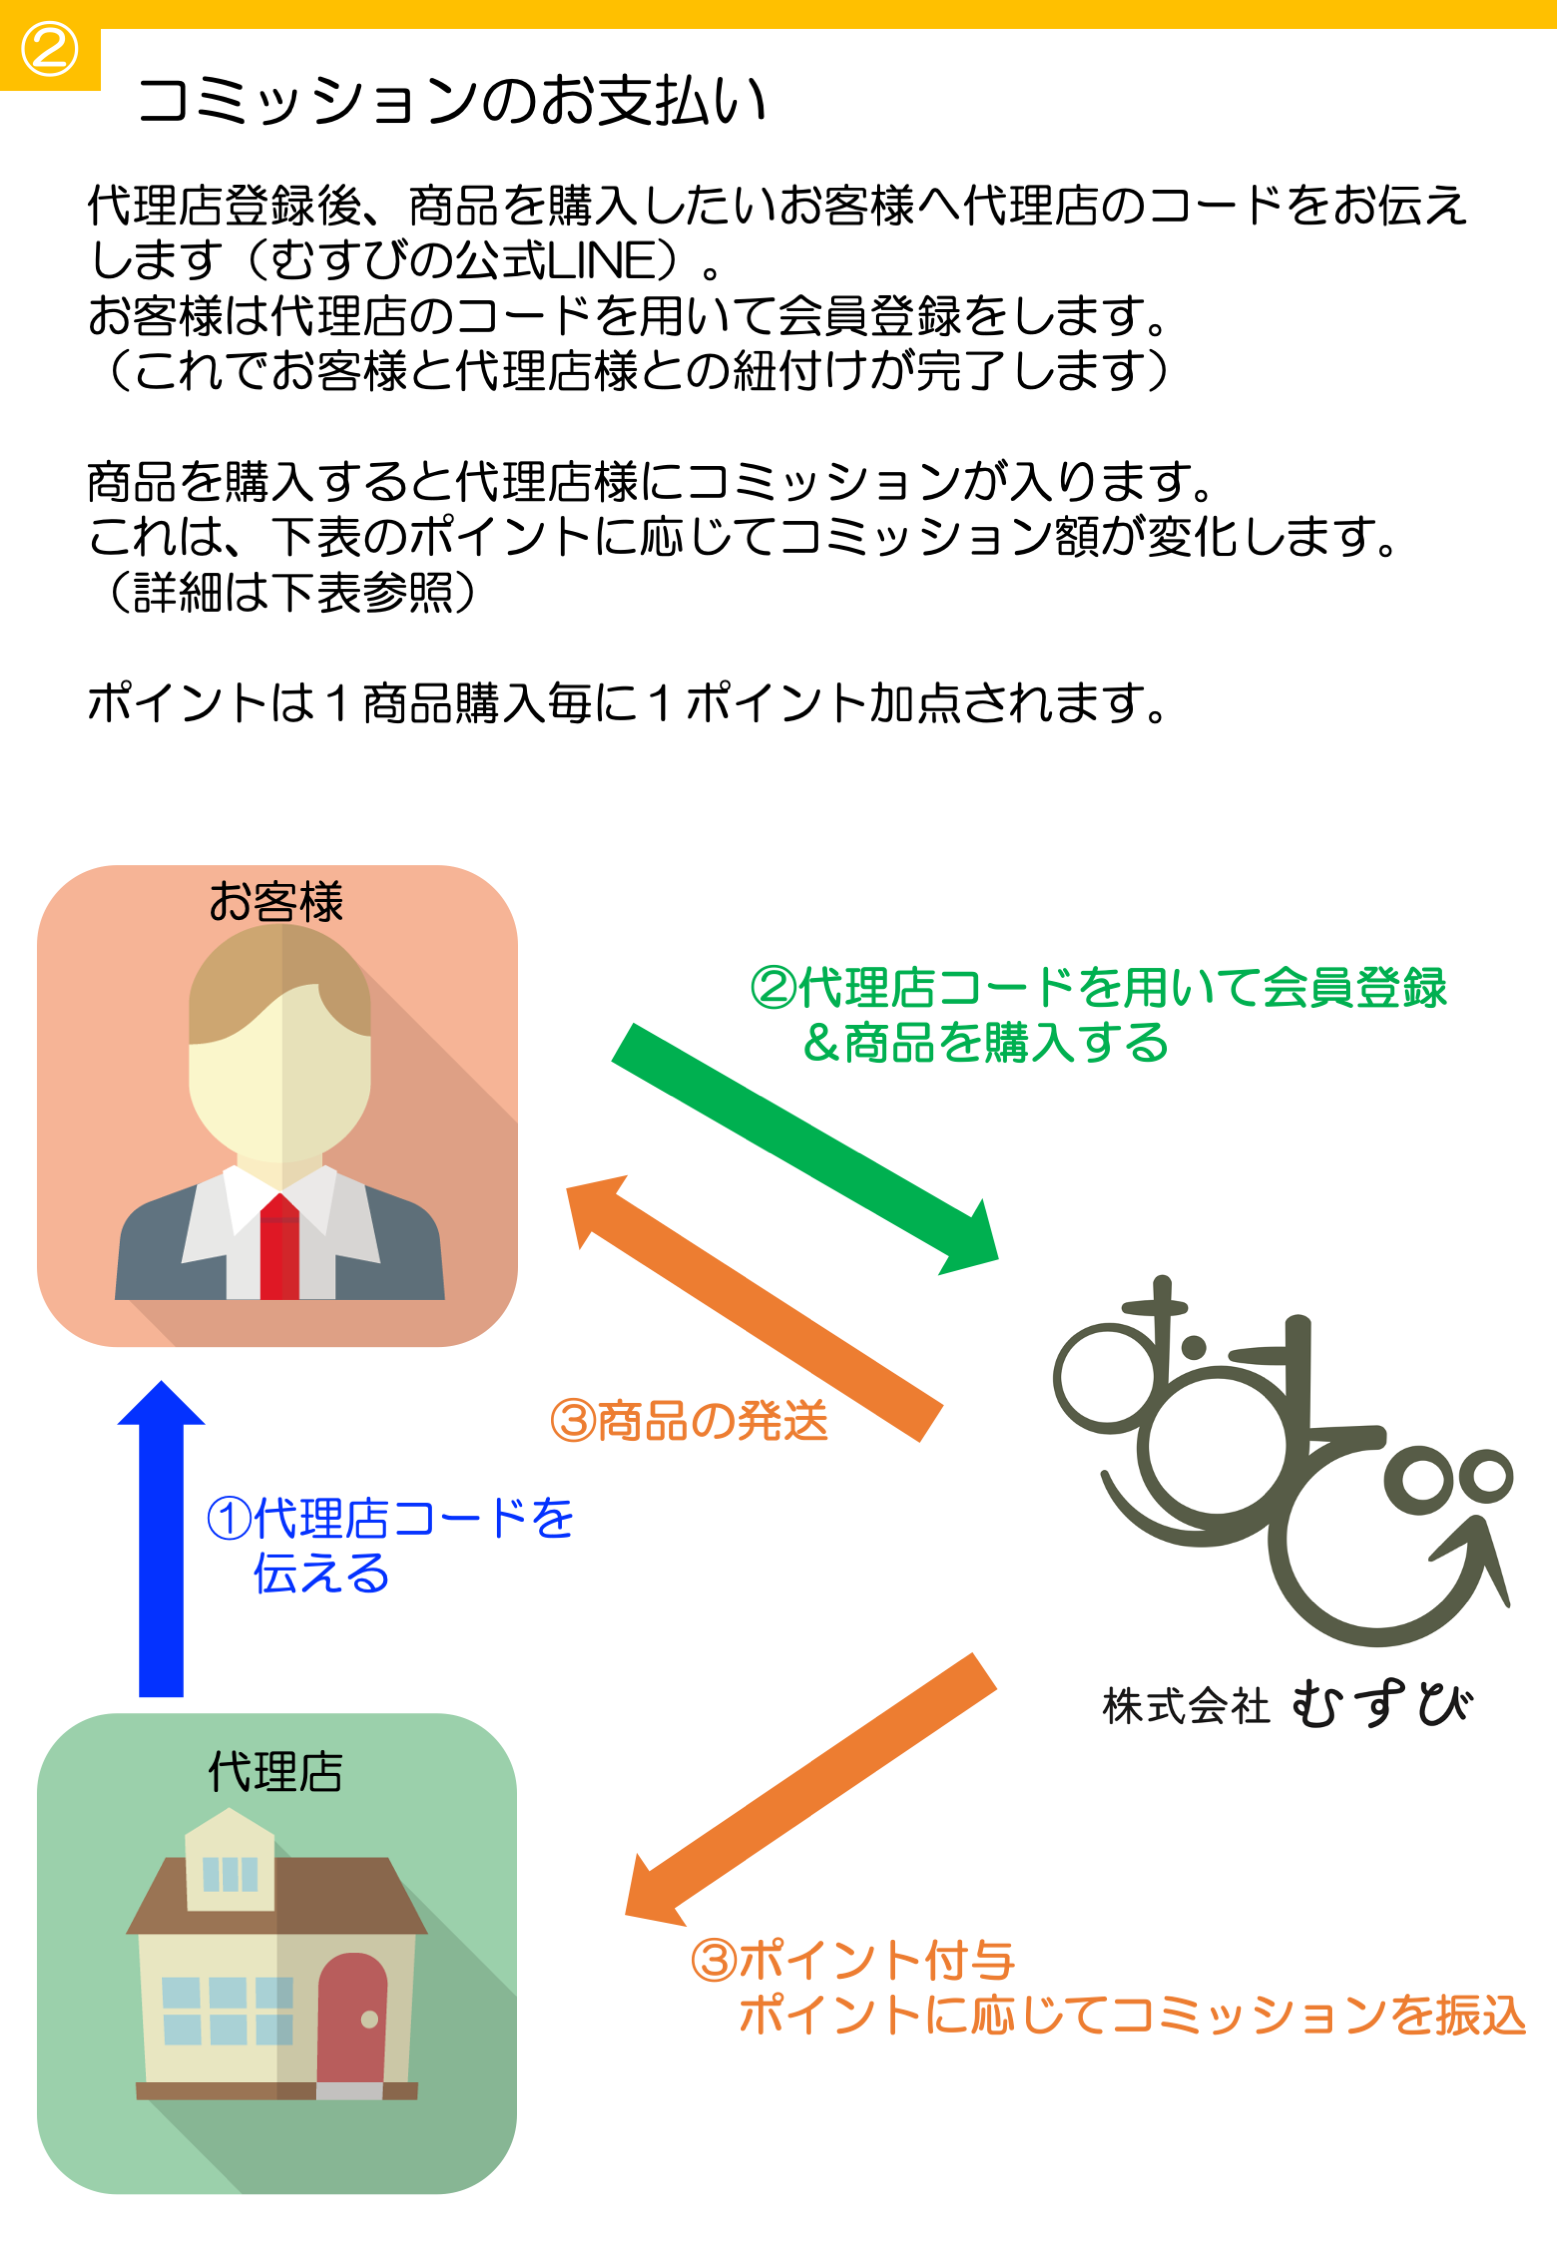 ②
コミッションのお支払い
代理店登録後、商品を購入したいお客様へ代理店のコードをお伝え
します（むすびの公式LINE）。
お客様は代理店のコードを用いて会員登録をします。
（これでお客様と代理店様との紐付けが完了します）
商品を購入すると代理店様にコミッションが入ります。
これは、下表のポイントに応じてコミッション額が変化します。
（詳細は下表参照）
ポイントは１商品購入毎に１ポイント加点されます。
お客様
②代理店コードを用いて会員登録
＆商品を購入する
③商品の発送
①代理店コードを
伝える
株式会社 むすび
代理店
③ポイント付与
ポイントに応じてコミッションを振込